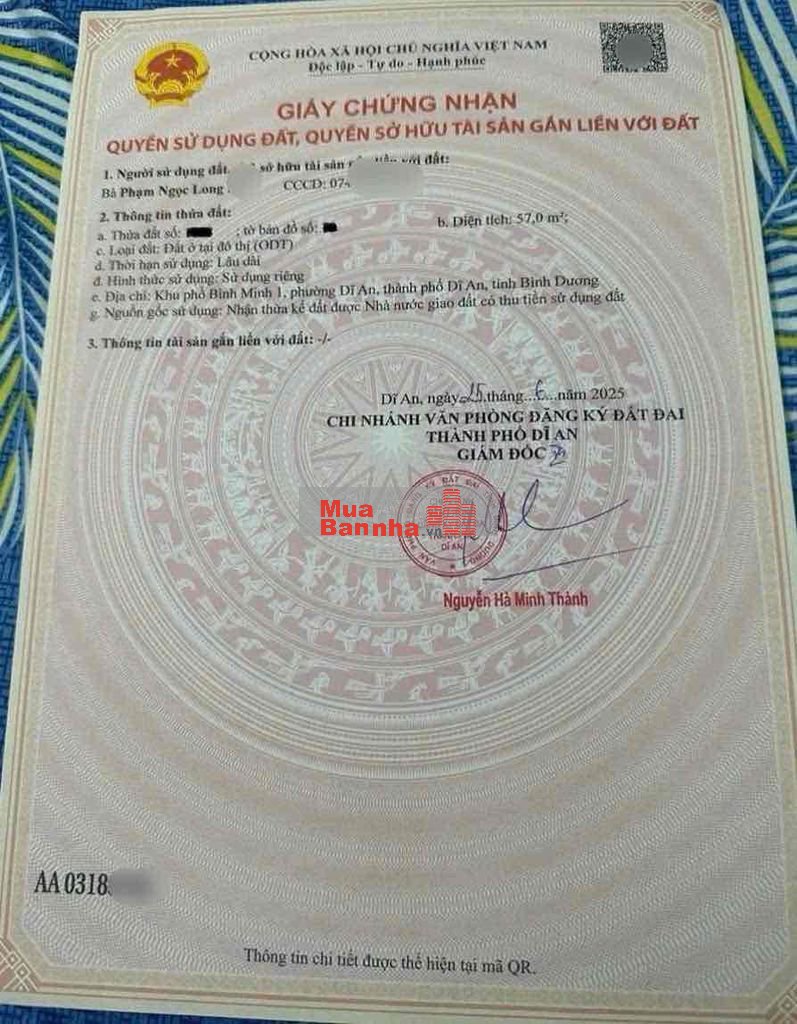 CỘNG HÒA XÃ HỘI CHỦ NGHĨA VIỆT NAM
Độc lập - Tự do - Hạnh phúc
GIẤY CHỨNG NHẬN
QUYỀN SỬ DỤNG ĐẤT, QUYỀN SỞ HỮU TÀI SẢN GẮN LIỀN VỚI ĐẤT
1. Người sử dụng đất, sở hữu tài sản với đất:
Bà Phạm Ngọc Long CCCD: 07
2. Thông tin thửa đất:
a. Thửa đất số: ; tờ bản đồ số: b. Diện tích: 57,0 m²;
c. Loại đất: Đất ở tại đô thị (ODT)
d. Thời hạn sử dụng: Lâu dài
đ. Hình thức sử dụng: Sử dụng riêng
e. Địa chỉ: Khu phố Bình Minh 1, phường Dĩ An, thành phố Dĩ An, tỉnh Bình Dương
g. Nguồn gốc sử dụng: Nhận thừa kế đất được Nhà nước giao đất có thu tiền sử dụng đất
3. Thông tin tài sản gắn liền với đất: -/-
Dĩ An, ngày 25 tháng 6 năm 2025
CHI NHÁNH VĂN PHÒNG ĐĂNG KÝ ĐẤT ĐAI
THÀNH PHỐ DĨ AN
GIÁM ĐỐC
Mua
Bannha
DĨ AN
Nguyễn Hà Minh Thành
AA 0318
Thông tin chi tiết được thể hiện tại mã QR.